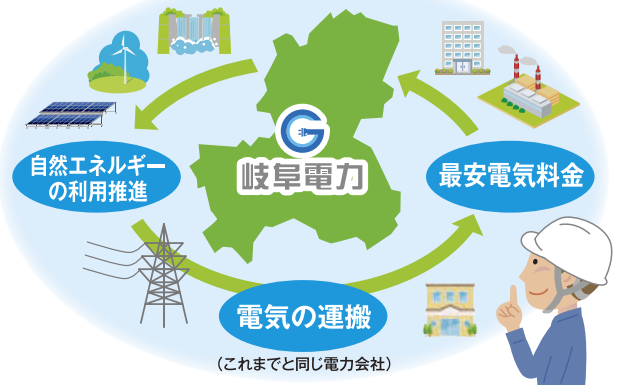 自然エネルギー
の利用推進
G
岐阜電力
最安電気料金
電気の運搬
（これまでと同じ電力会社）